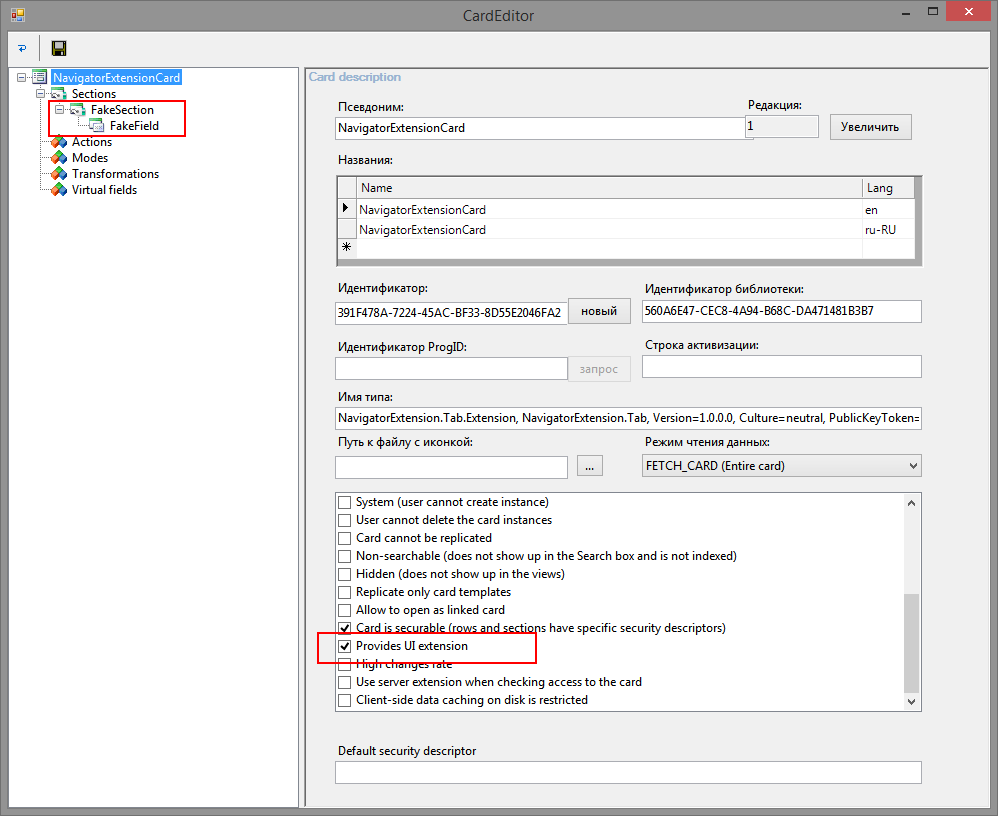 CardEditor
NavigatorExtensionCard
Sections
FakeSection
FakeField
Actions
Modes
Transformations
Virtual fields
Card description
Псевдоним:
Редакция:
NavigatorExtensionCard
1
Увеличить
Названия:
Name Lang
NavigatorExtensionCard en
NavigatorExtensionCard ru-RU
Идентификатор:
Идентификатор библиотеки:
391F478A-7224-45AC-BF33-8D55E2046FA2
новый
560A6E47-CEC8-4A94-B68C-DA471481B3B7
Идентификатор ProgID:
Строка активизации:
запрос
Имя типа:
NavigatorExtension.Tab.Extension, NavigatorExtension.Tab, Version=1.0.0.0, Culture=neutral, PublicKeyToken=
Путь к файлу с иконкой:
Режим чтения данных:
...
FETCH_CARD (Entire card)
System (user cannot create instance)
User cannot delete the card instances
Card cannot be replicated
Non-searchable (does not show up in the Search box and is not indexed)
Hidden (does not show up in the views)
Replicate only card templates
Allow to open as linked card
Card is securable (rows and sections have specific security descriptors)
Provides UI extension
High changes rate
Use server extension when checking access to the card
Client-side data caching on disk is restricted
Default security descriptor